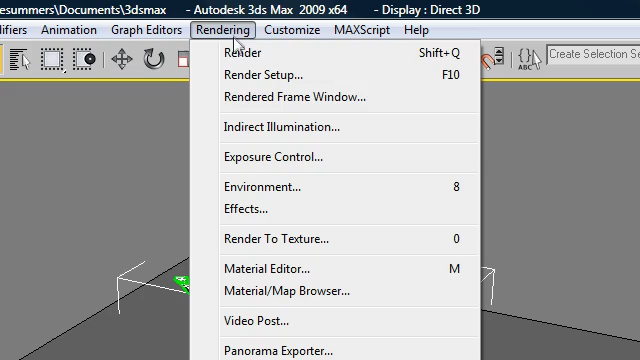 esummers\Documents\3dsmax - Autodesk 3ds Max 2009 x64 - Display : Direct 3D
ifiers Animation Graph Editors Rendering Customize MAXScript Help
Render Shift+Q
Render Setup... F10
Rendered Frame Window...
Indirect Illumination...
Exposure Control...
Environment... 8
Effects...
Render To Texture... 0
Material Editor... M
Material/Map Browser...
Video Post...
Panorama Exporter...
{} ABC
Create Selection Se